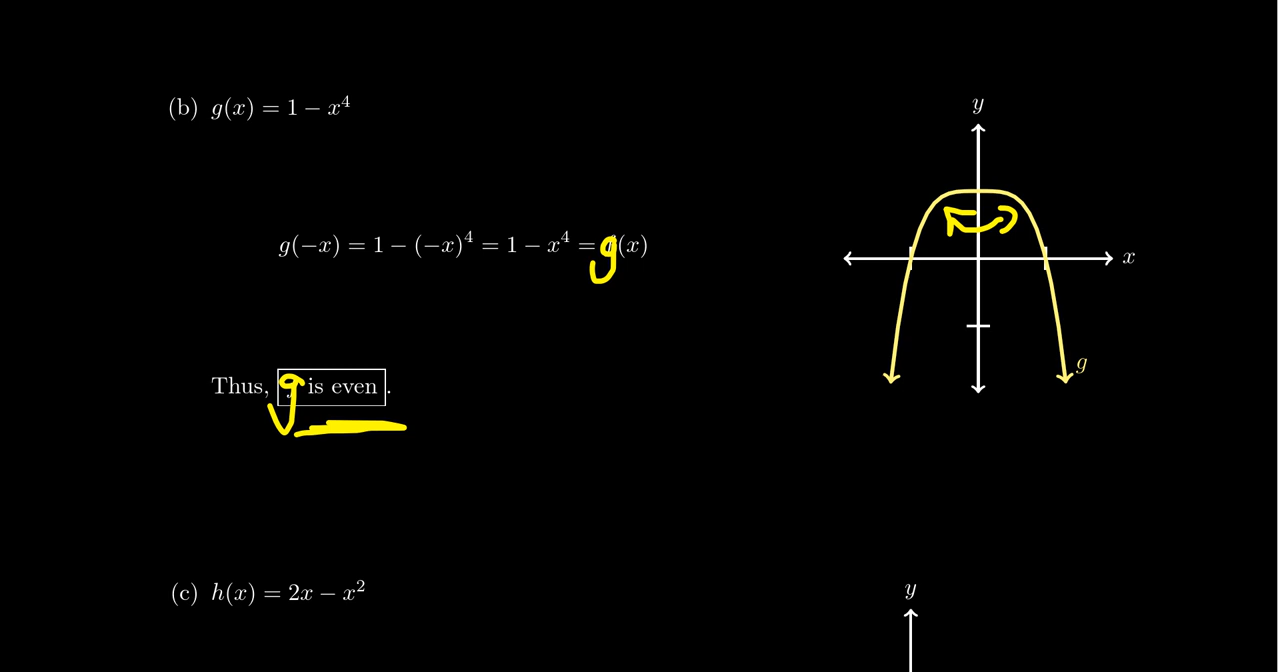 (b) g(x) = 1 − x⁴
y
g(−x) = 1 − (−x)⁴ = 1 − x⁴ = g(x)
x
g
Thus, g is even.
(c) h(x) = 2x − x²
y